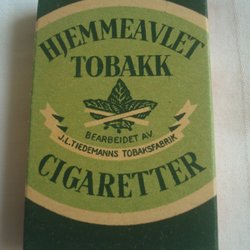 HJEMMEAVLET
TOBAKK
BEARBEIDET AV
J.L. TIEDEMANNS TOBAKSFABRIK
CIGARETTER